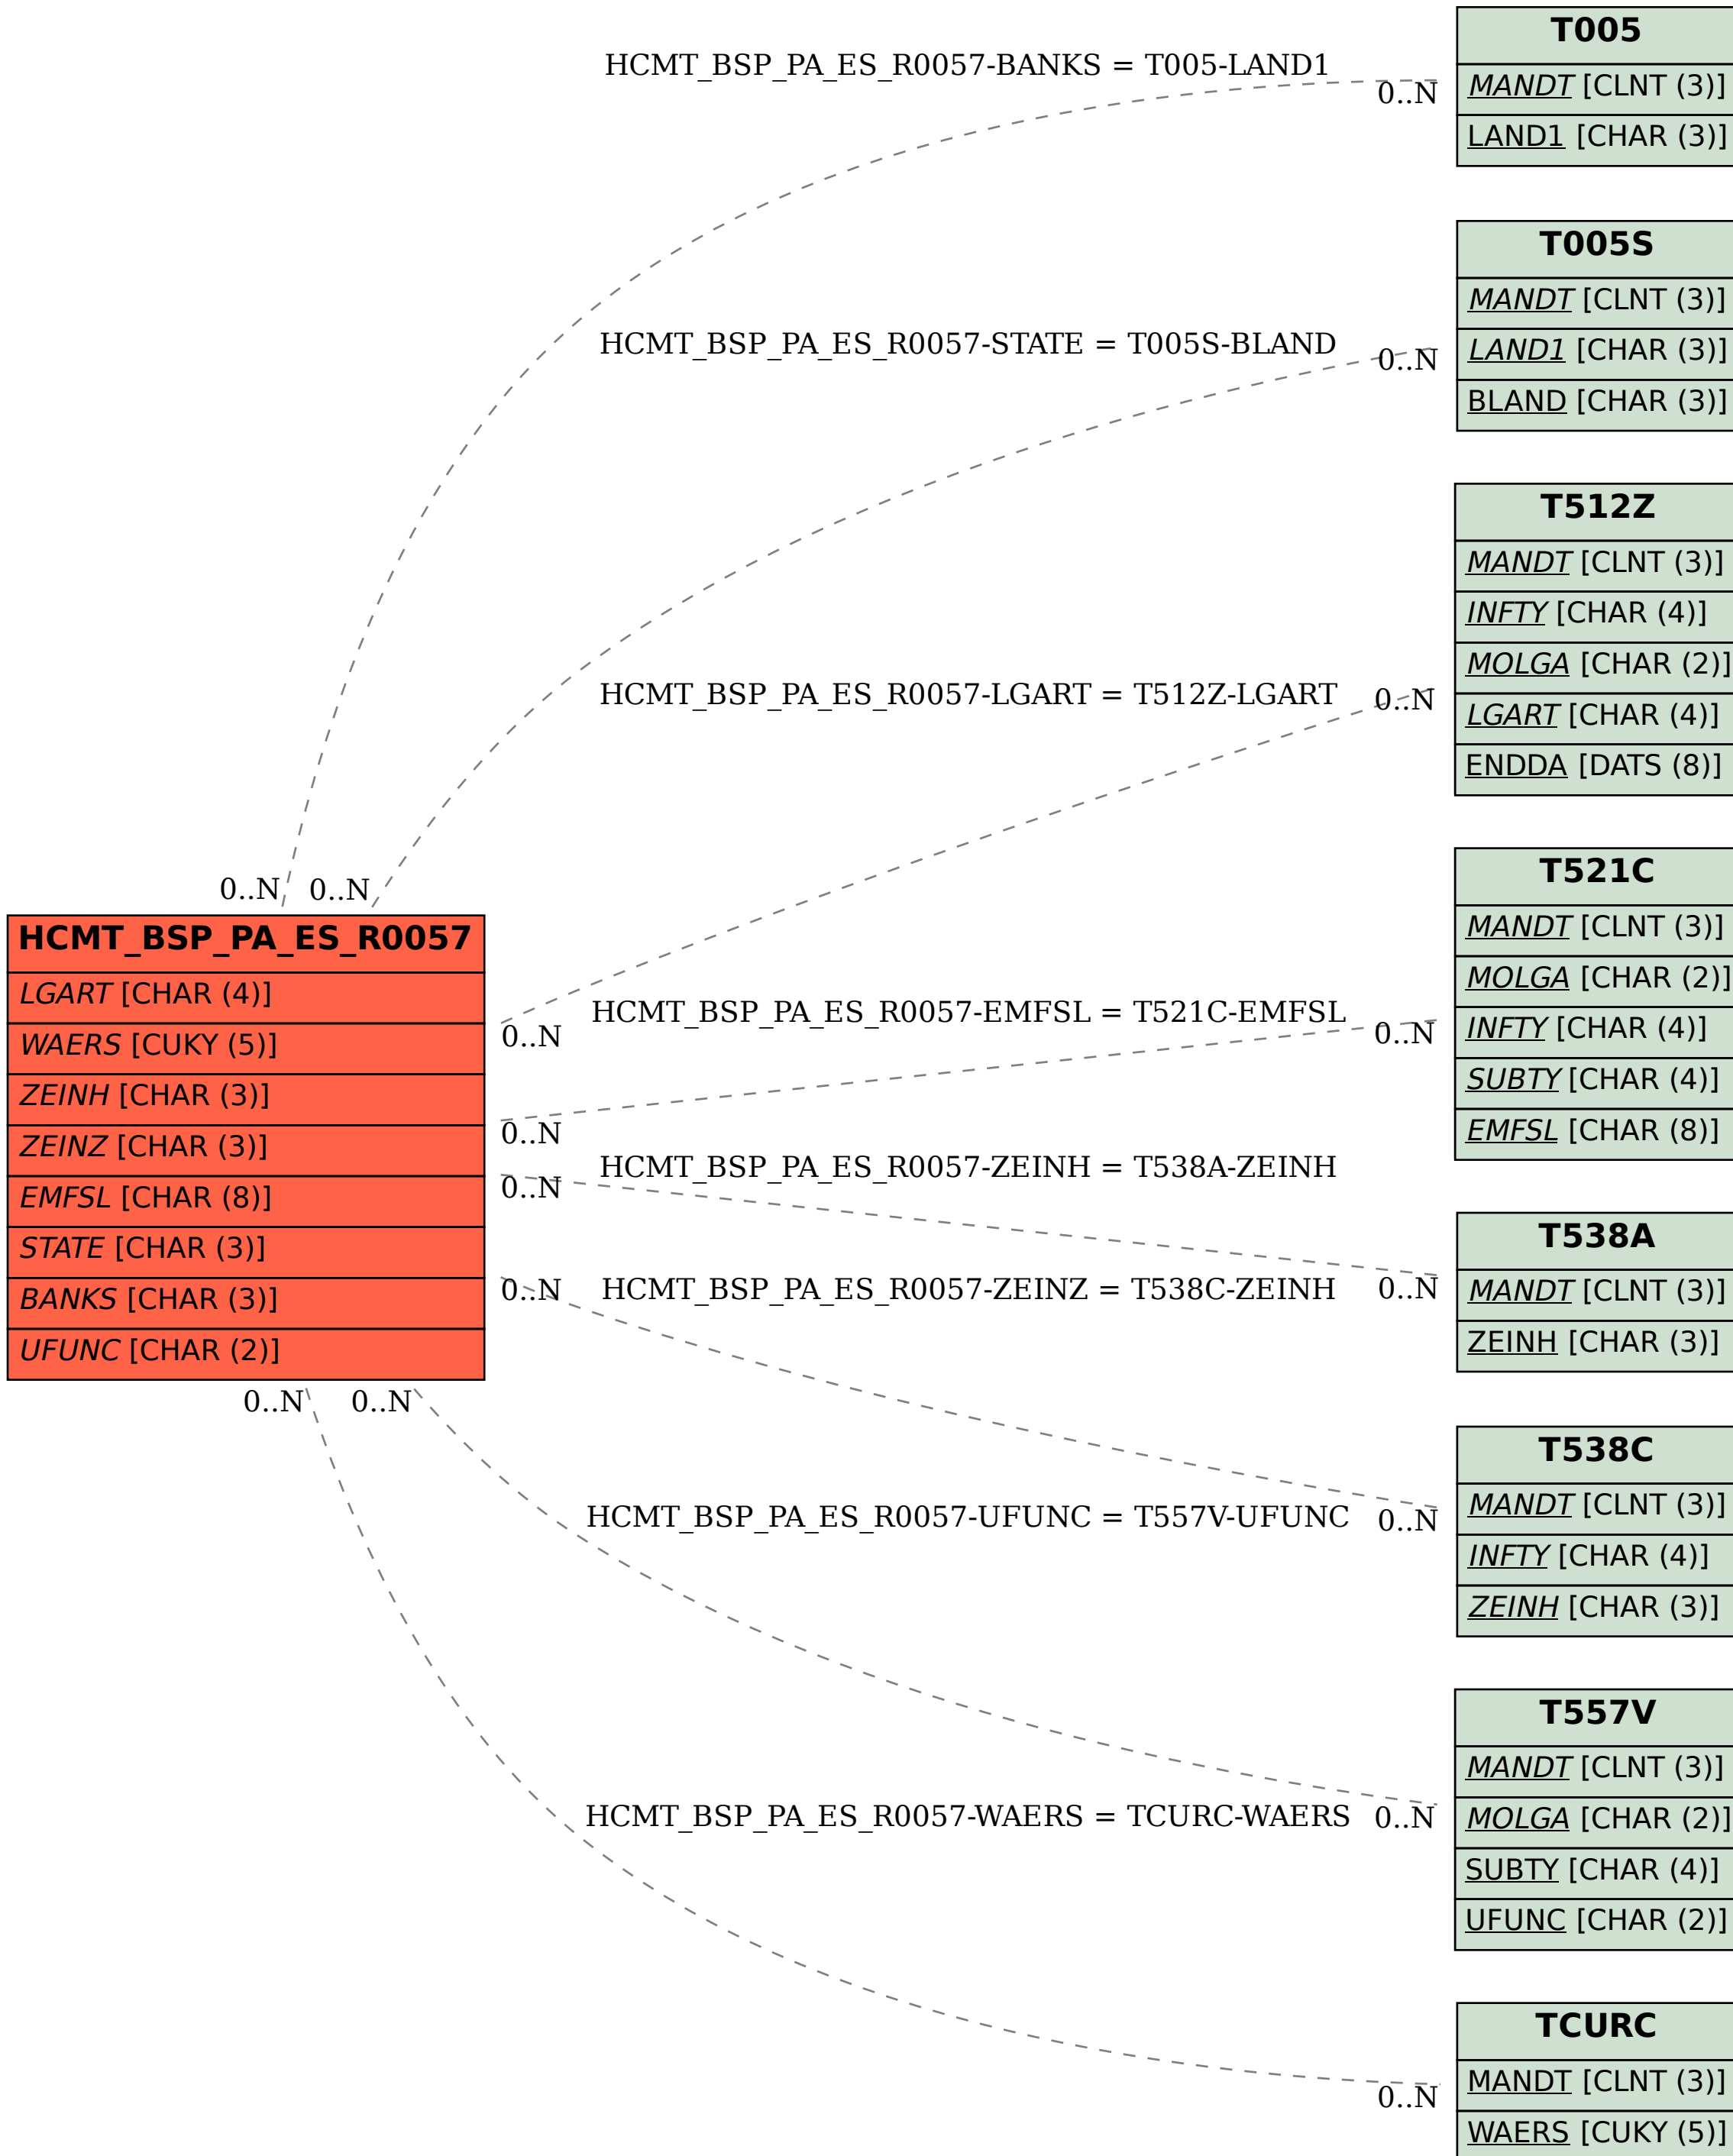 T005
MANDT [CLNT (3)]
LAND1 [CHAR (3)]
HCMT_BSP_PA_ES_R0057-BANKS = T005-LAND1
0..N
T005S
MANDT [CLNT (3)]
LAND1 [CHAR (3)]
BLAND [CHAR (3)]
HCMT_BSP_PA_ES_R0057-STATE = T005S-BLAND
0..N
T512Z
MANDT [CLNT (3)]
INFTY [CHAR (4)]
MOLGA [CHAR (2)]
LGART [CHAR (4)]
ENDDA [DATS (8)]
HCMT_BSP_PA_ES_R0057-LGART = T512Z-LGART
0..N
0..N
0..N
HCMT_BSP_PA_ES_R0057
LGART [CHAR (4)]
WAERS [CUKY (5)]
ZEINH [CHAR (3)]
ZEINZ [CHAR (3)]
EMFSL [CHAR (8)]
STATE [CHAR (3)]
BANKS [CHAR (3)]
UFUNC [CHAR (2)]
0..N
T521C
MANDT [CLNT (3)]
MOLGA [CHAR (2)]
INFTY [CHAR (4)]
SUBTY [CHAR (4)]
EMFSL [CHAR (8)]
HCMT_BSP_PA_ES_R0057-EMFSL = T521C-EMFSL
0..N
0..N
HCMT_BSP_PA_ES_R0057-ZEINH = T538A-ZEINH
0..N
T538A
MANDT [CLNT (3)]
ZEINH [CHAR (3)]
0..N
HCMT_BSP_PA_ES_R0057-ZEINZ = T538C-ZEINH
0..N
0..N
0..N
T538C
MANDT [CLNT (3)]
INFTY [CHAR (4)]
ZEINH [CHAR (3)]
HCMT_BSP_PA_ES_R0057-UFUNC = T557V-UFUNC
0..N
T557V
MANDT [CLNT (3)]
MOLGA [CHAR (2)]
SUBTY [CHAR (4)]
UFUNC [CHAR (2)]
HCMT_BSP_PA_ES_R0057-WAERS = TCURC-WAERS
0..N
TCURC
MANDT [CLNT (3)]
WAERS [CUKY (5)]
0..N